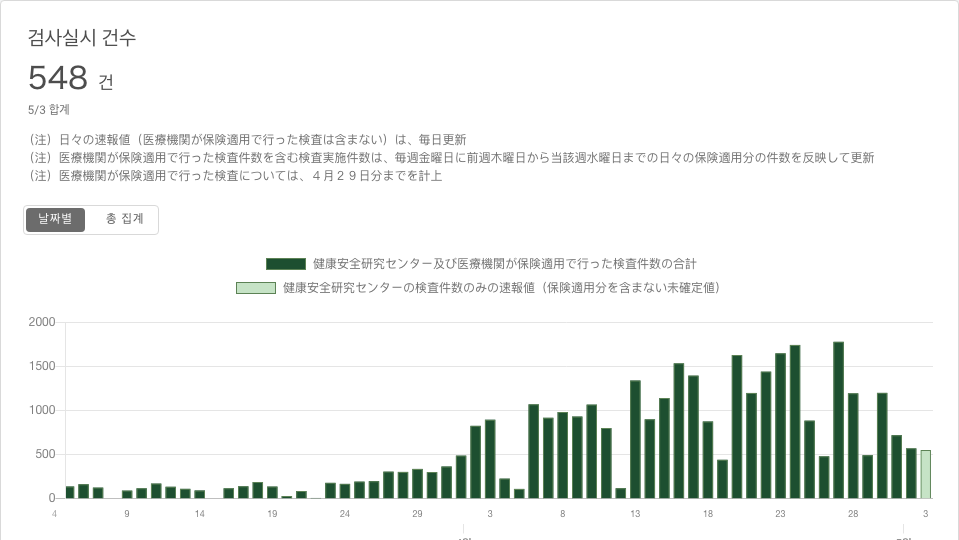 검사실시 건수
548 건
5/3 합계
（注）日々の速報値（医療機関が保険適用で行った検査は含まない）は、毎日更新
（注）医療機関が保険適用で行った検査件数を含む検査実施件数は、毎週金曜日に前週木曜日から当該週水曜日までの日々の保険適用分の件数を反映して更新
（注）医療機関が保険適用で行った検査については、４月２９日分までを計上
날짜별 총 집계
健康安全研究センター及び医療機関が保険適用で行った検査件数の合計
健康安全研究センターの検査件数のみの速報値（保険適用分を含まない未確定値）
2000
1500
1000
500
0
4 9 14 19 24 29 3 8 13 18 23 28 3